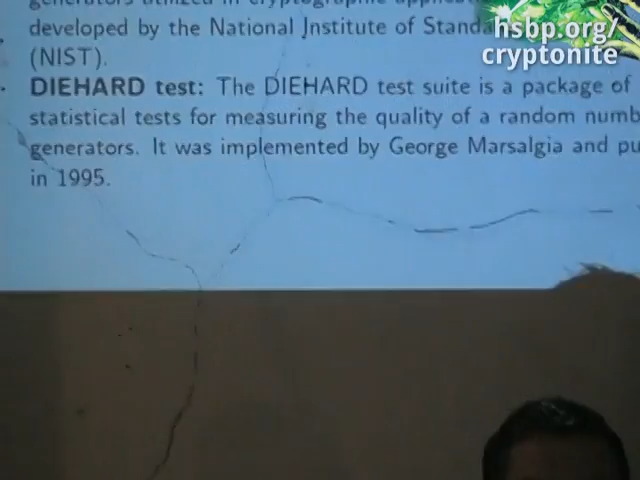 developed by the National Institute of Standa
(NIST).
DIEHARD test: The DIEHARD test suite is a package of
statistical tests for measuring the quality of a random numb
generators. It was implemented by George Marsalgia and pu
in 1995.
hsbp.org/
cryptonite